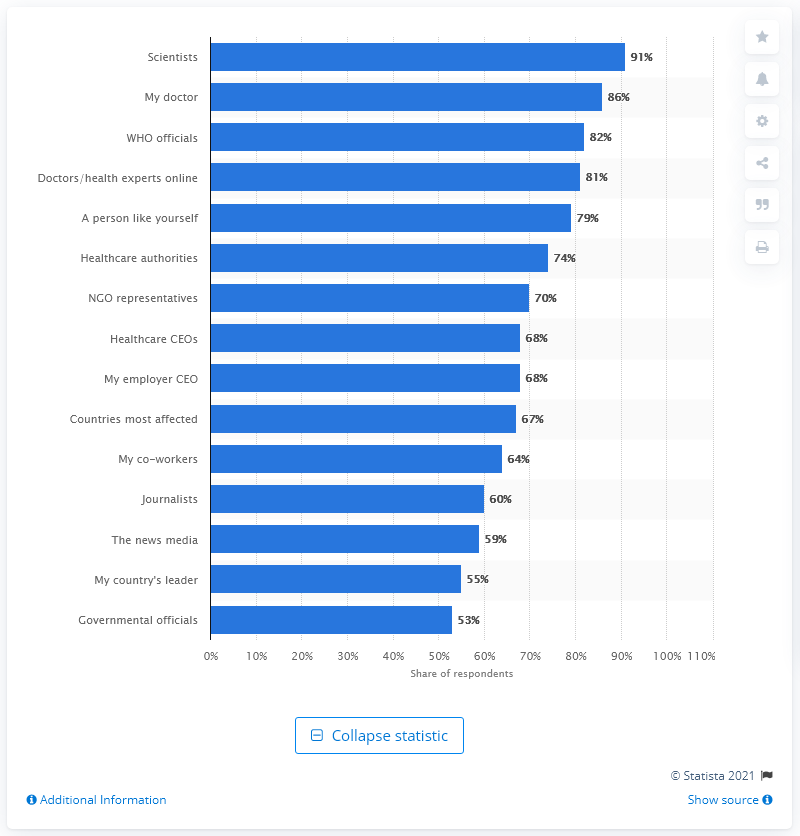 Scientists 91%
My doctor 86%
WHO officials 82%
Doctors/health experts online 81%
A person like yourself 79%
Healthcare authorities 74%
NGO representatives 70%
Healthcare CEOs 68%
My employer CEO 68%
Countries most affected 67%
My co-workers 64%
Journalists 60%
The news media 59%
My country's leader 55%
Governmental officials 53%
0% 10% 20% 30% 40% 50% 60% 70% 80% 90% 100% 110%
Share of respondents
Collapse statistic
© Statista 2021
Additional Information Show source